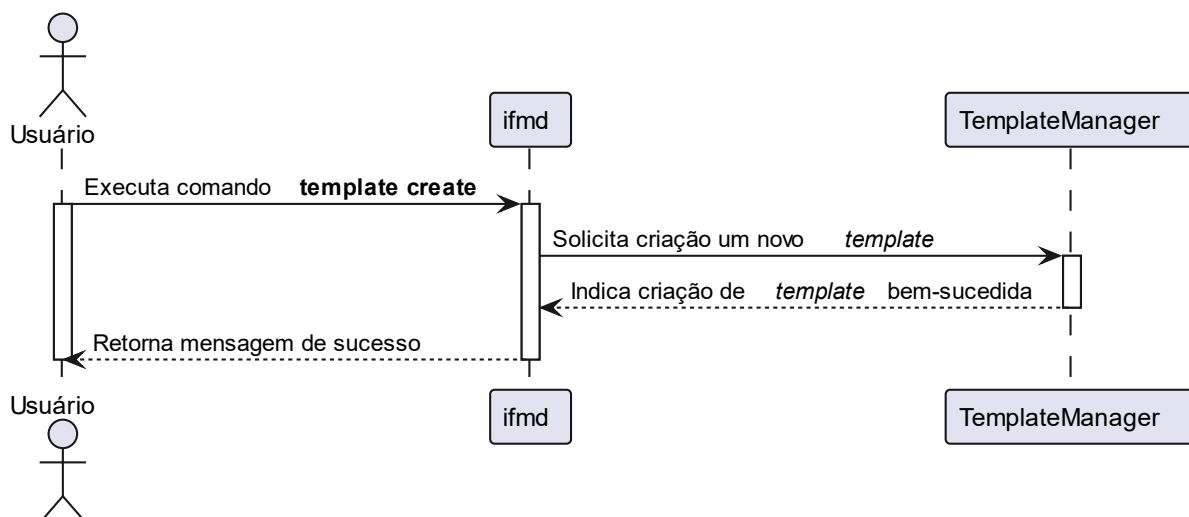 Usuário
ifmd
TemplateManager
Executa comando template create
Solicita criação um novo template
Indica criação de template bem-sucedida
Retorna mensagem de sucesso
Usuário
ifmd
TemplateManager